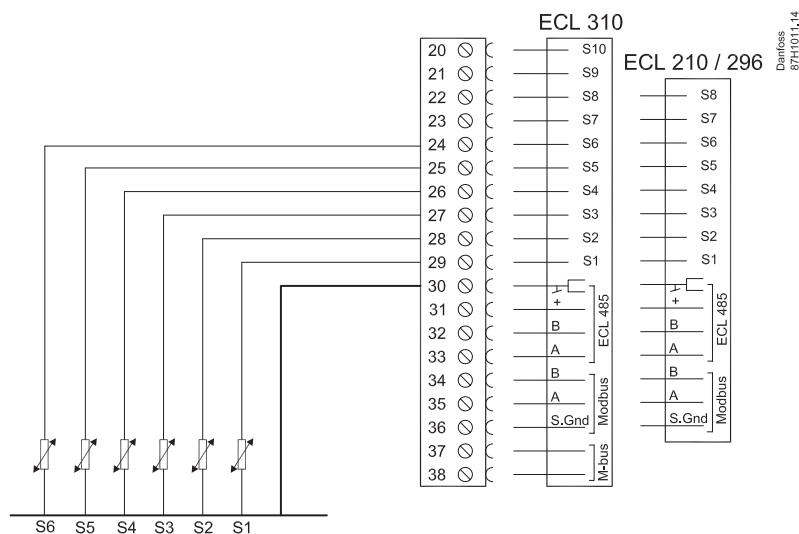 ECL 310
ECL 210 / 296
Danfoss
87H1011.14
20 S10
21 S9
22 S8 S8
23 S7 S7
24 S6 S6
25 S5 S5
26 S4 S4
27 S3 S3
28 S2 S2
29 S1 S1
30
31 + +
32 B B
33 A A
ECL 485
ECL 485
34 B B
35 A A
36 S.Gnd S.Gnd
Modbus
Modbus
37
38
M-bus
S6 S5 S4 S3 S2 S1